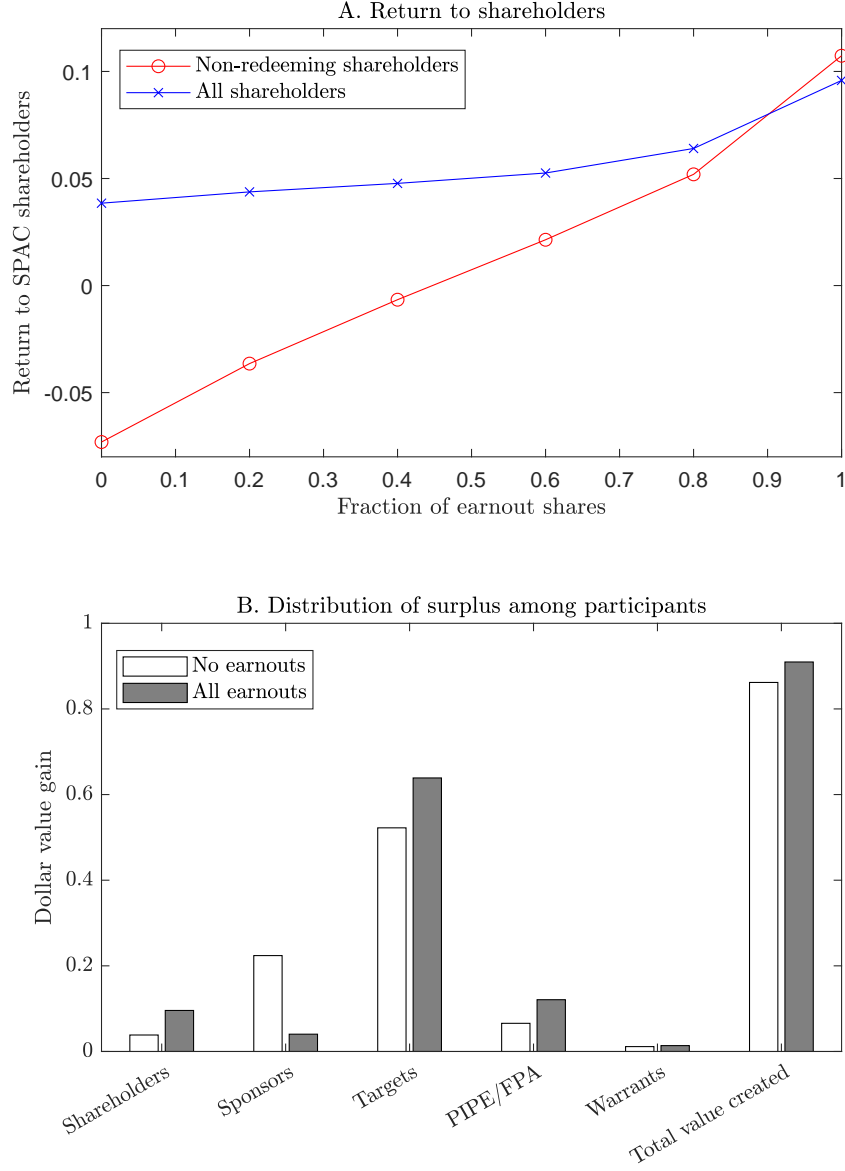 A. Return to shareholders
Non-redeeming shareholders
All shareholders
Return to SPAC shareholders
0.1
0.05
0
-0.05
0 0.1 0.2 0.3 0.4 0.5 0.6 0.7 0.8 0.9 1
Fraction of earnout shares
B. Distribution of surplus among participants
No earnouts
All earnouts
Dollar value gain
1
0.8
0.6
0.4
0.2
0
Shareholders Sponsors Targets PIPE/FPA Warrants Total value created